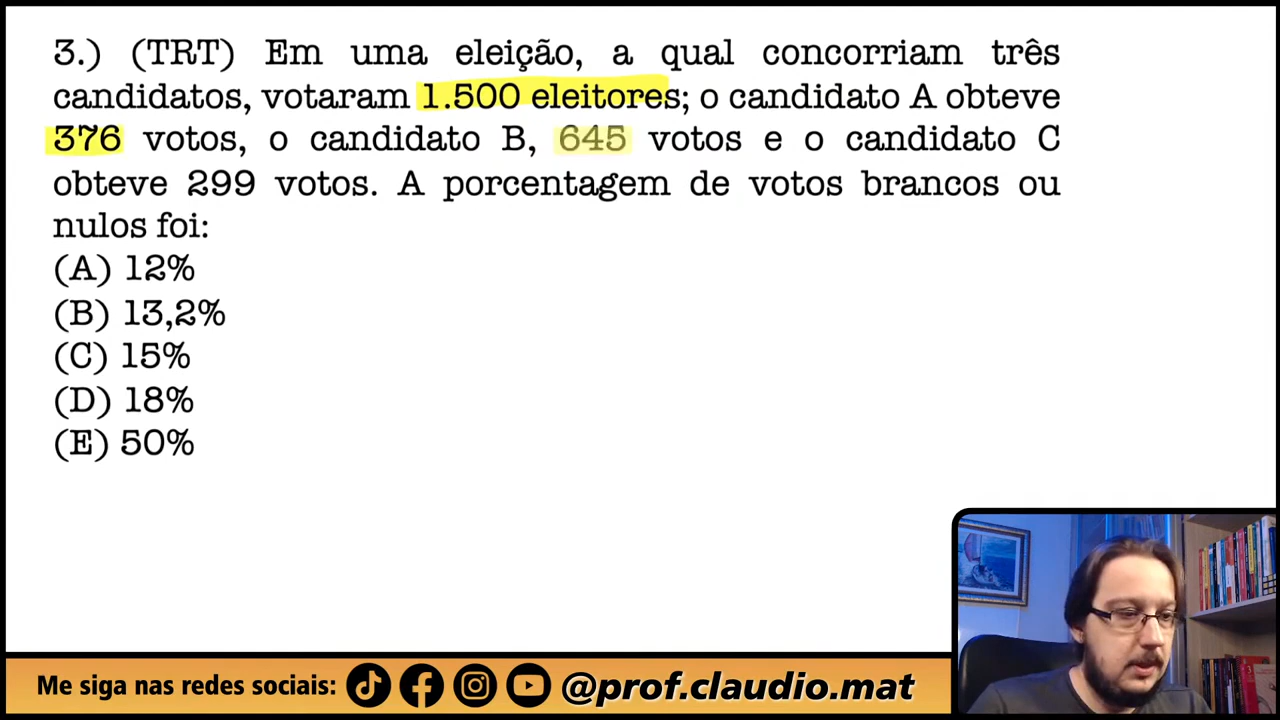 3.) (TRT) Em uma eleição, a qual concorriam três
candidatos, votaram 1.500 eleitores; o candidato A obteve
376 votos, o candidato B, 645 votos e o candidato C
obteve 299 votos. A porcentagem de votos brancos ou
nulos foi:
(A) 12%
(B) 13,2%
(C) 15%
(D) 18%
(E) 50%
Me siga nas redes sociais: @prof.claudio.mat